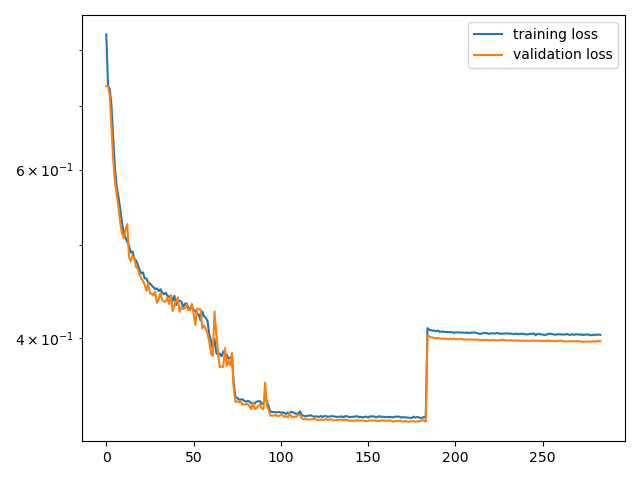 training loss
validation loss
6 × 10⁻¹
4 × 10⁻¹
0 50 100 150 200 250